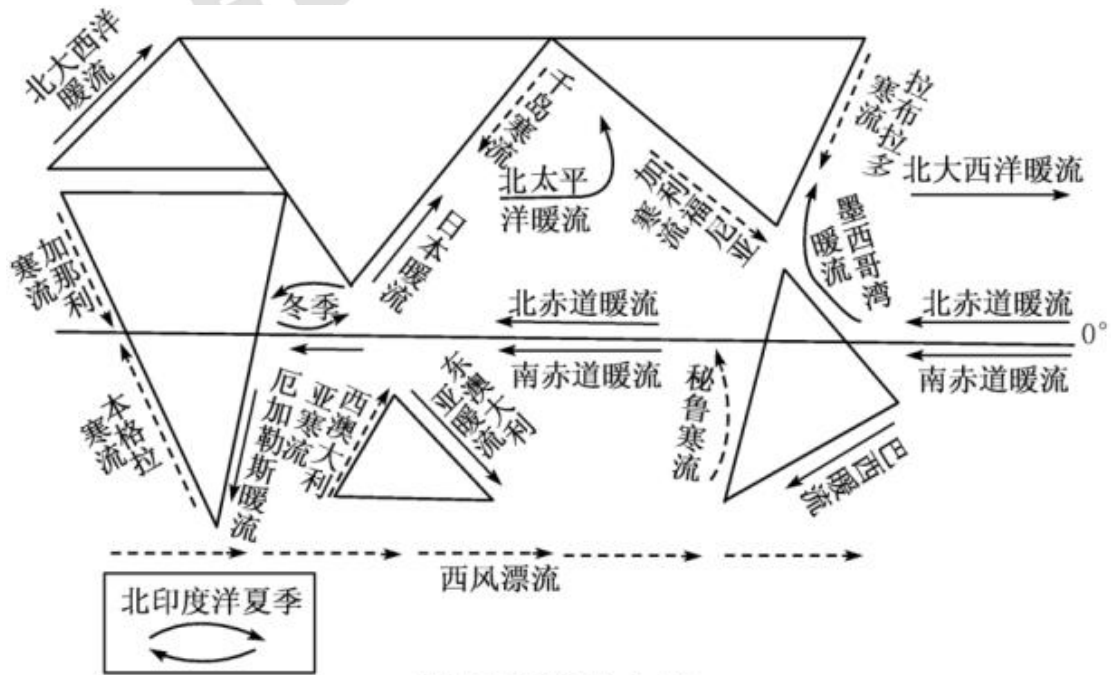 北大西洋
暖流
千岛寒流
拉布拉多
寒流
北太平
洋暖流
加利福尼亚
寒流
北大西洋暖流
墨西哥湾
暖流
日本暖流
加那利
寒流
冬季
北赤道暖流
北赤道暖流
0°
南赤道暖流
南赤道暖流
本格拉
寒流
厄加勒斯暖流
西澳大利
亚寒流
东澳大利
亚暖流
秘鲁寒流
巴西暖
流
西风漂流
北印度洋夏季